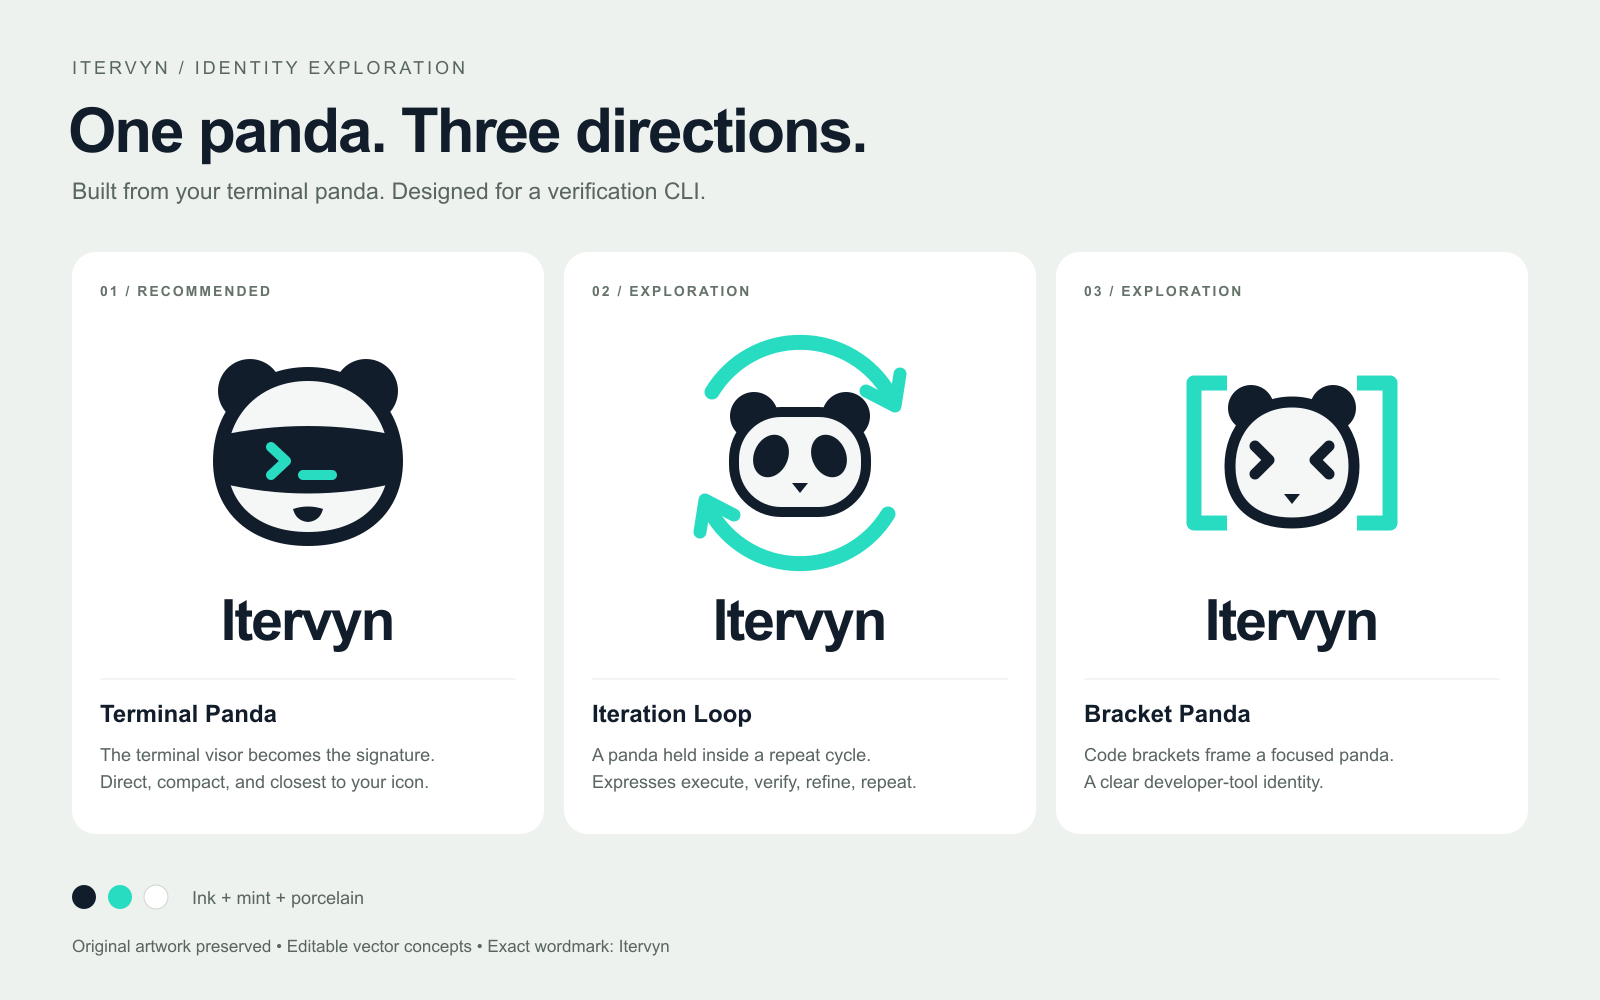 ITERVYN / IDENTITY EXPLORATION
One panda. Three directions.
Built from your terminal panda. Designed for a verification CLI.
01 / RECOMMENDED
>_
Itervyn
Terminal Panda
The terminal visor becomes the signature.
Direct, compact, and closest to your icon.
02 / EXPLORATION
Itervyn
Iteration Loop
A panda held inside a repeat cycle.
Expresses execute, verify, refine, repeat.
03 / EXPLORATION
Itervyn
Bracket Panda
Code brackets frame a focused panda.
A clear developer-tool identity.
Ink + mint + porcelain
Original artwork preserved • Editable vector concepts • Exact wordmark: Itervyn